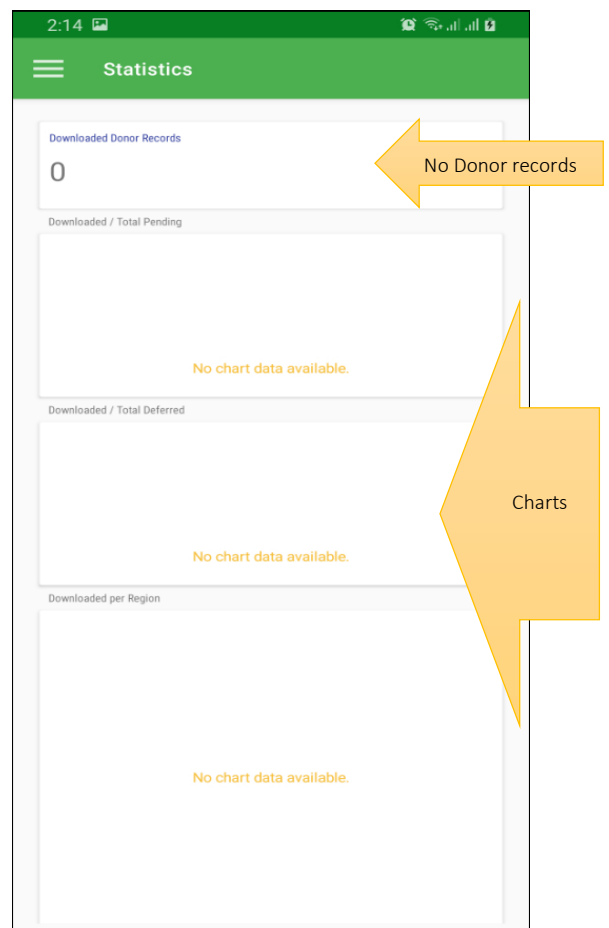 2:14
Statistics
Downloaded Donor Records
0
No Donor records
Downloaded / Total Pending
No chart data available.
Downloaded / Total Deferred
Charts
No chart data available.
Downloaded per Region
No chart data available.